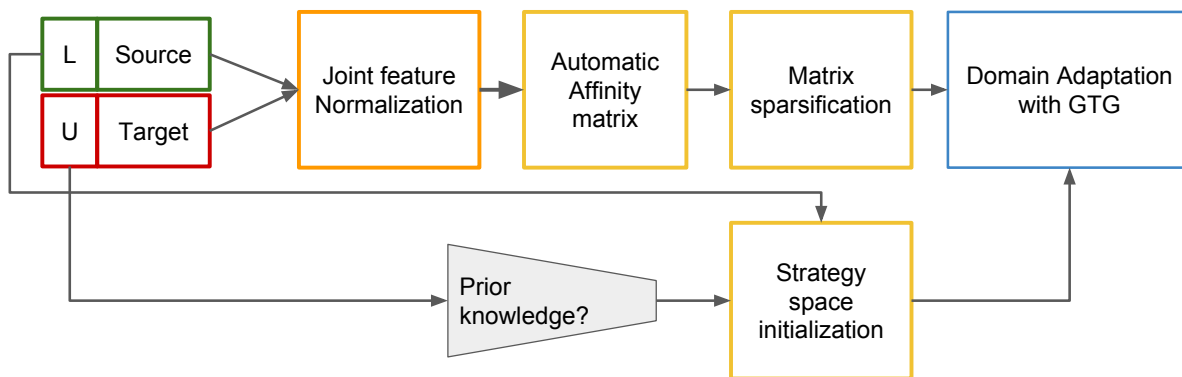 L Source
U Target
Joint feature
Normalization
Automatic
Affinity
matrix
Matrix
sparsification
Domain Adaptation
with GTG
Prior
knowledge?
Strategy
space
initialization